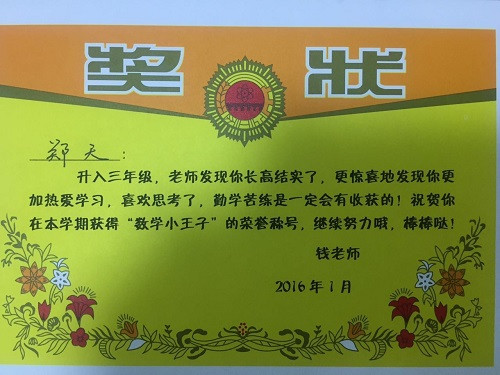 奖状
郑天：
升入三年级，老师发现你长高结实了，更惊喜地发现你更
加热爱学习，喜欢思考了，勤学苦练是一定会有收获的！祝贺你
在本学期获得“数学小王子”的荣誉称号，继续努力哦，棒棒哒！
钱老师
2016年1月